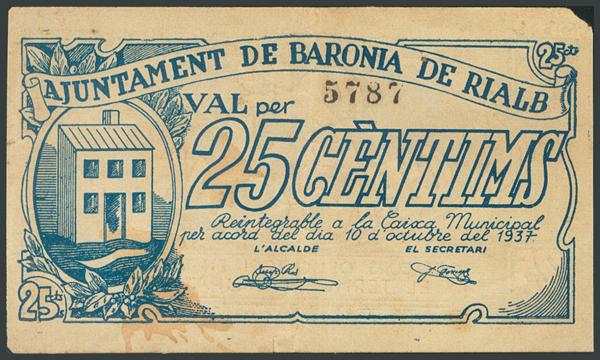 25cts
AJUNTAMENT DE BARONIA DE RIALB
VAL per 5787
25 CÈNTIMS
Reintegrable a la Caixa Municipal
per acord del dia 10 d'octubre del 1937
L'ALCALDE EL SECRETARI
25cts